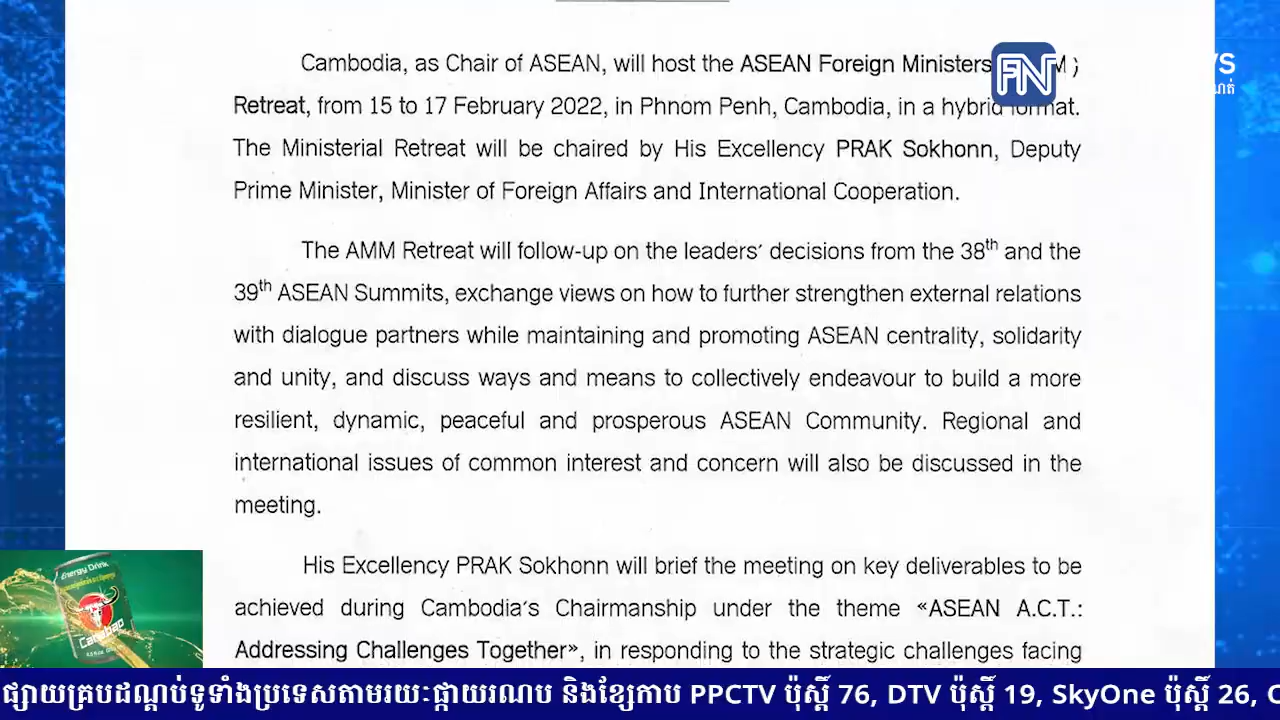 Cambodia, as Chair of ASEAN, will host the ASEAN Foreign Ministers
Retreat, from 15 to 17 February 2022, in Phnom Penh, Cambodia, in a hybrid format.
The Ministerial Retreat will be chaired by His Excellency PRAK Sokhonn, Deputy
Prime Minister, Minister of Foreign Affairs and International Cooperation.
The AMM Retreat will follow-up on the leaders' decisions from the 38th and the
39th ASEAN Summits, exchange views on how to further strengthen external relations
with dialogue partners while maintaining and promoting ASEAN centrality, solidarity
and unity, and discuss ways and means to collectively endeavour to build a more
resilient, dynamic, peaceful and prosperous ASEAN Community. Regional and
international issues of common interest and concern will also be discussed in the
meeting.
His Excellency PRAK Sokhonn will brief the meeting on key deliverables to be
achieved during Cambodia's Chairmanship under the theme «ASEAN A.C.T.:
Addressing Challenges Together», in responding to the strategic challenges facing
FN
Energy Drink
Cambodia
ផ្សាយគ្របដណ្តប់ទូទាំងប្រទេសតាមរយៈផ្កាយរណប និងខ្សែកាប PPCTV ប៉ុស្តិ៍ 76, DTV ប៉ុស្តិ៍ 19, SkyOne ប៉ុស្តិ៍ 26,